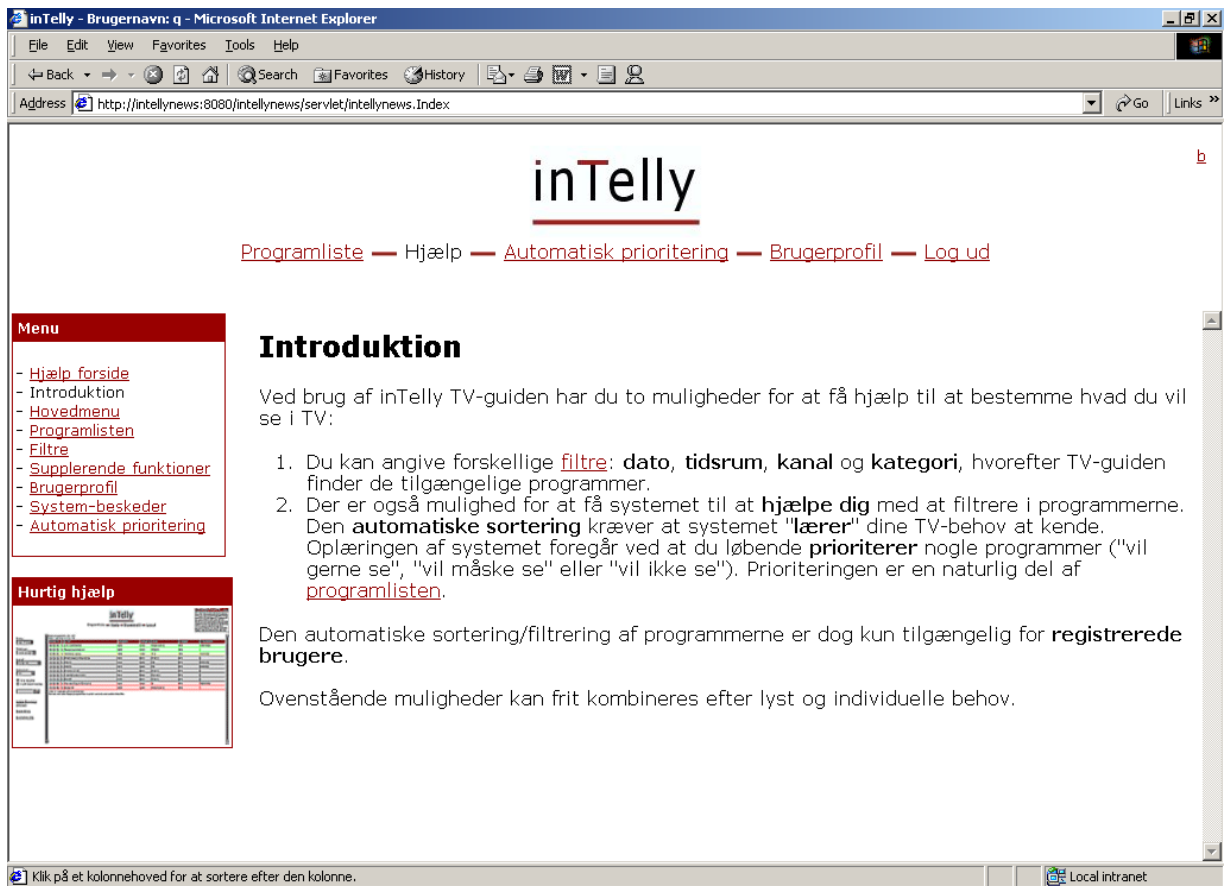 inTelly - Brugernavn: q - Microsoft Internet Explorer
File Edit View Favorites Tools Help
Back Search Favorites History
Address http://intellynews:8080/intellynews/servlet/intellynews.Index Go Links »
b
inTelly
Programliste — Hjælp — Automatisk prioritering — Brugerprofil — Log ud
Menu
- Hjælp forside
- Introduktion
- Hovedmenu
- Programlisten
- Filtre
- Supplerende funktioner
- Brugerprofil
- System-beskeder
- Automatisk prioritering
Hurtig hjælp
inTelly
Introduktion
Ved brug af inTelly TV-guiden har du to muligheder for at få hjælp til at bestemme hvad du vil
se i TV:
1. Du kan angive forskellige filtre: dato, tidsrum, kanal og kategori, hvorefter TV-guiden
finder de tilgængelige programmer.
2. Der er også mulighed for at få systemet til at hjælpe dig med at filtrere i programmerne.
Den automatiske sortering kræver at systemet "lærer" dine TV-behov at kende.
Oplæringen af systemet foregår ved at du løbende prioriterer nogle programmer ("vil
gerne se", "vil måske se" eller "vil ikke se"). Prioriteringen er en naturlig del af
programlisten.
Den automatiske sortering/filtrering af programmerne er dog kun tilgængelig for registrerede
brugere.
Ovenstående muligheder kan frit kombineres efter lyst og individuelle behov.
Klik på et kolonnehoved for at sortere efter den kolonne.
Local intranet